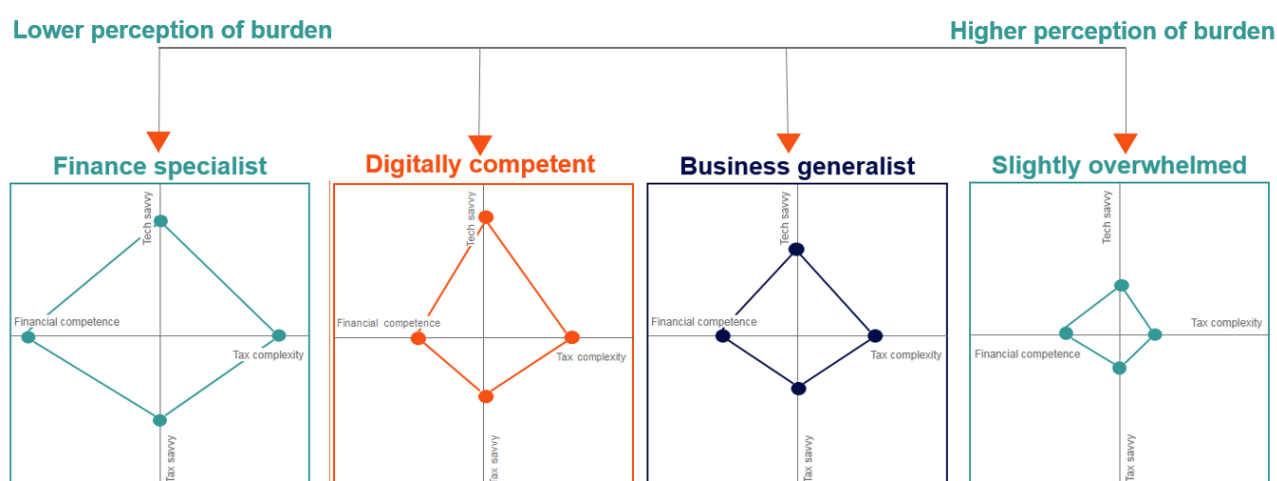 Lower perception of burden
Higher perception of burden
Finance specialist
Tech savvy
Financial competence
Tax complexity
Tax savvy
Digitally competent
Tech savvy
Financial competence
Tax complexity
Tax savvy
Business generalist
Tech savvy
Financial competence
Tax complexity
Tax savvy
Slightly overwhelmed
Tech savvy
Tax complexity
Financial competence
Tax savvy